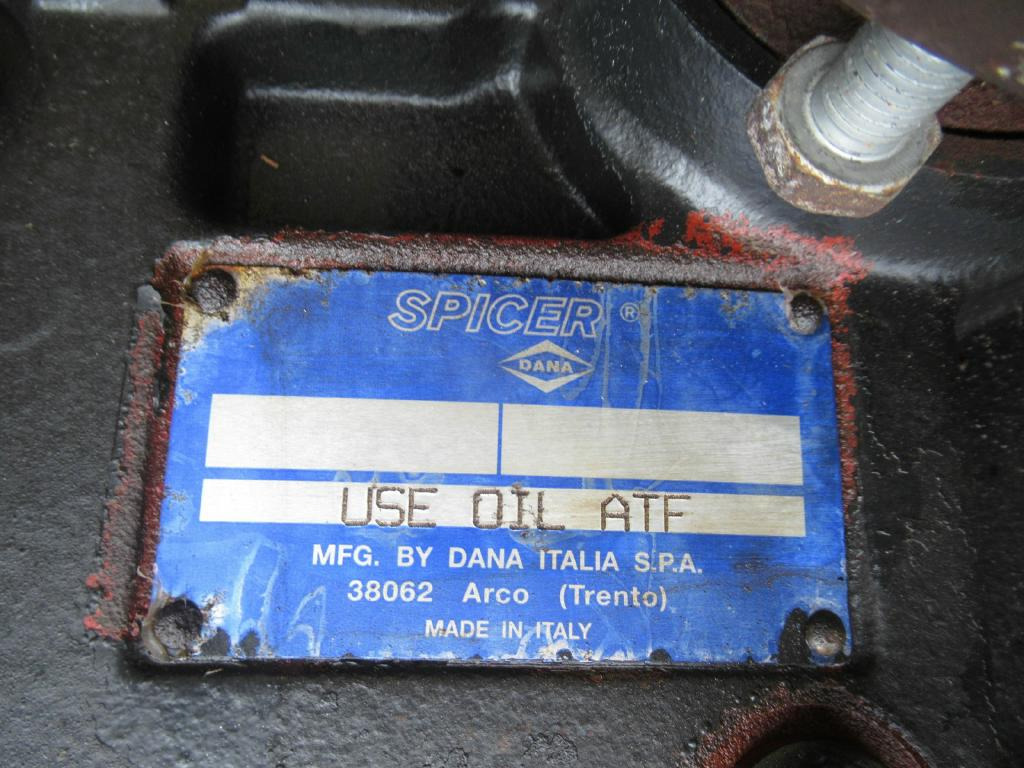 SPICER ®
DANA
USE OIL ATF
MFG. BY DANA ITALIA S.P.A.
38062 Arco (Trento)
MADE IN ITALY